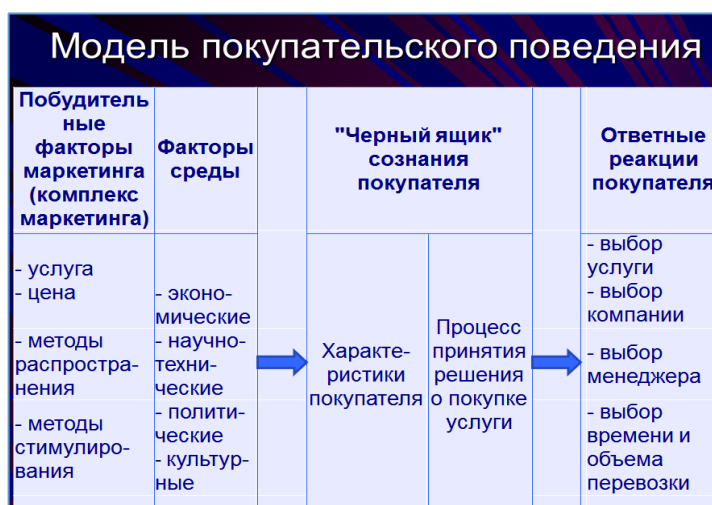 Модель покупательского поведения
Побудитель
ные
факторы
маркетинга
(комплекс
маркетинга)
Факторы
среды
"Черный ящик"
сознания
покупателя
Ответные
реакции
покупателя
- услуга
- цена
- методы
распростра-
нения
- методы
стимулиро-
вания
- эконо-
мические
- научно-
техни-
ческие
- полити-
ческие
- культур-
ные
Характе-
ристики
покупателя
Процесс
принятия
решения
о покупке
услуги
- выбор
услуги
- выбор
компании
- выбор
менеджера
- выбор
времени и
объема
перевозки